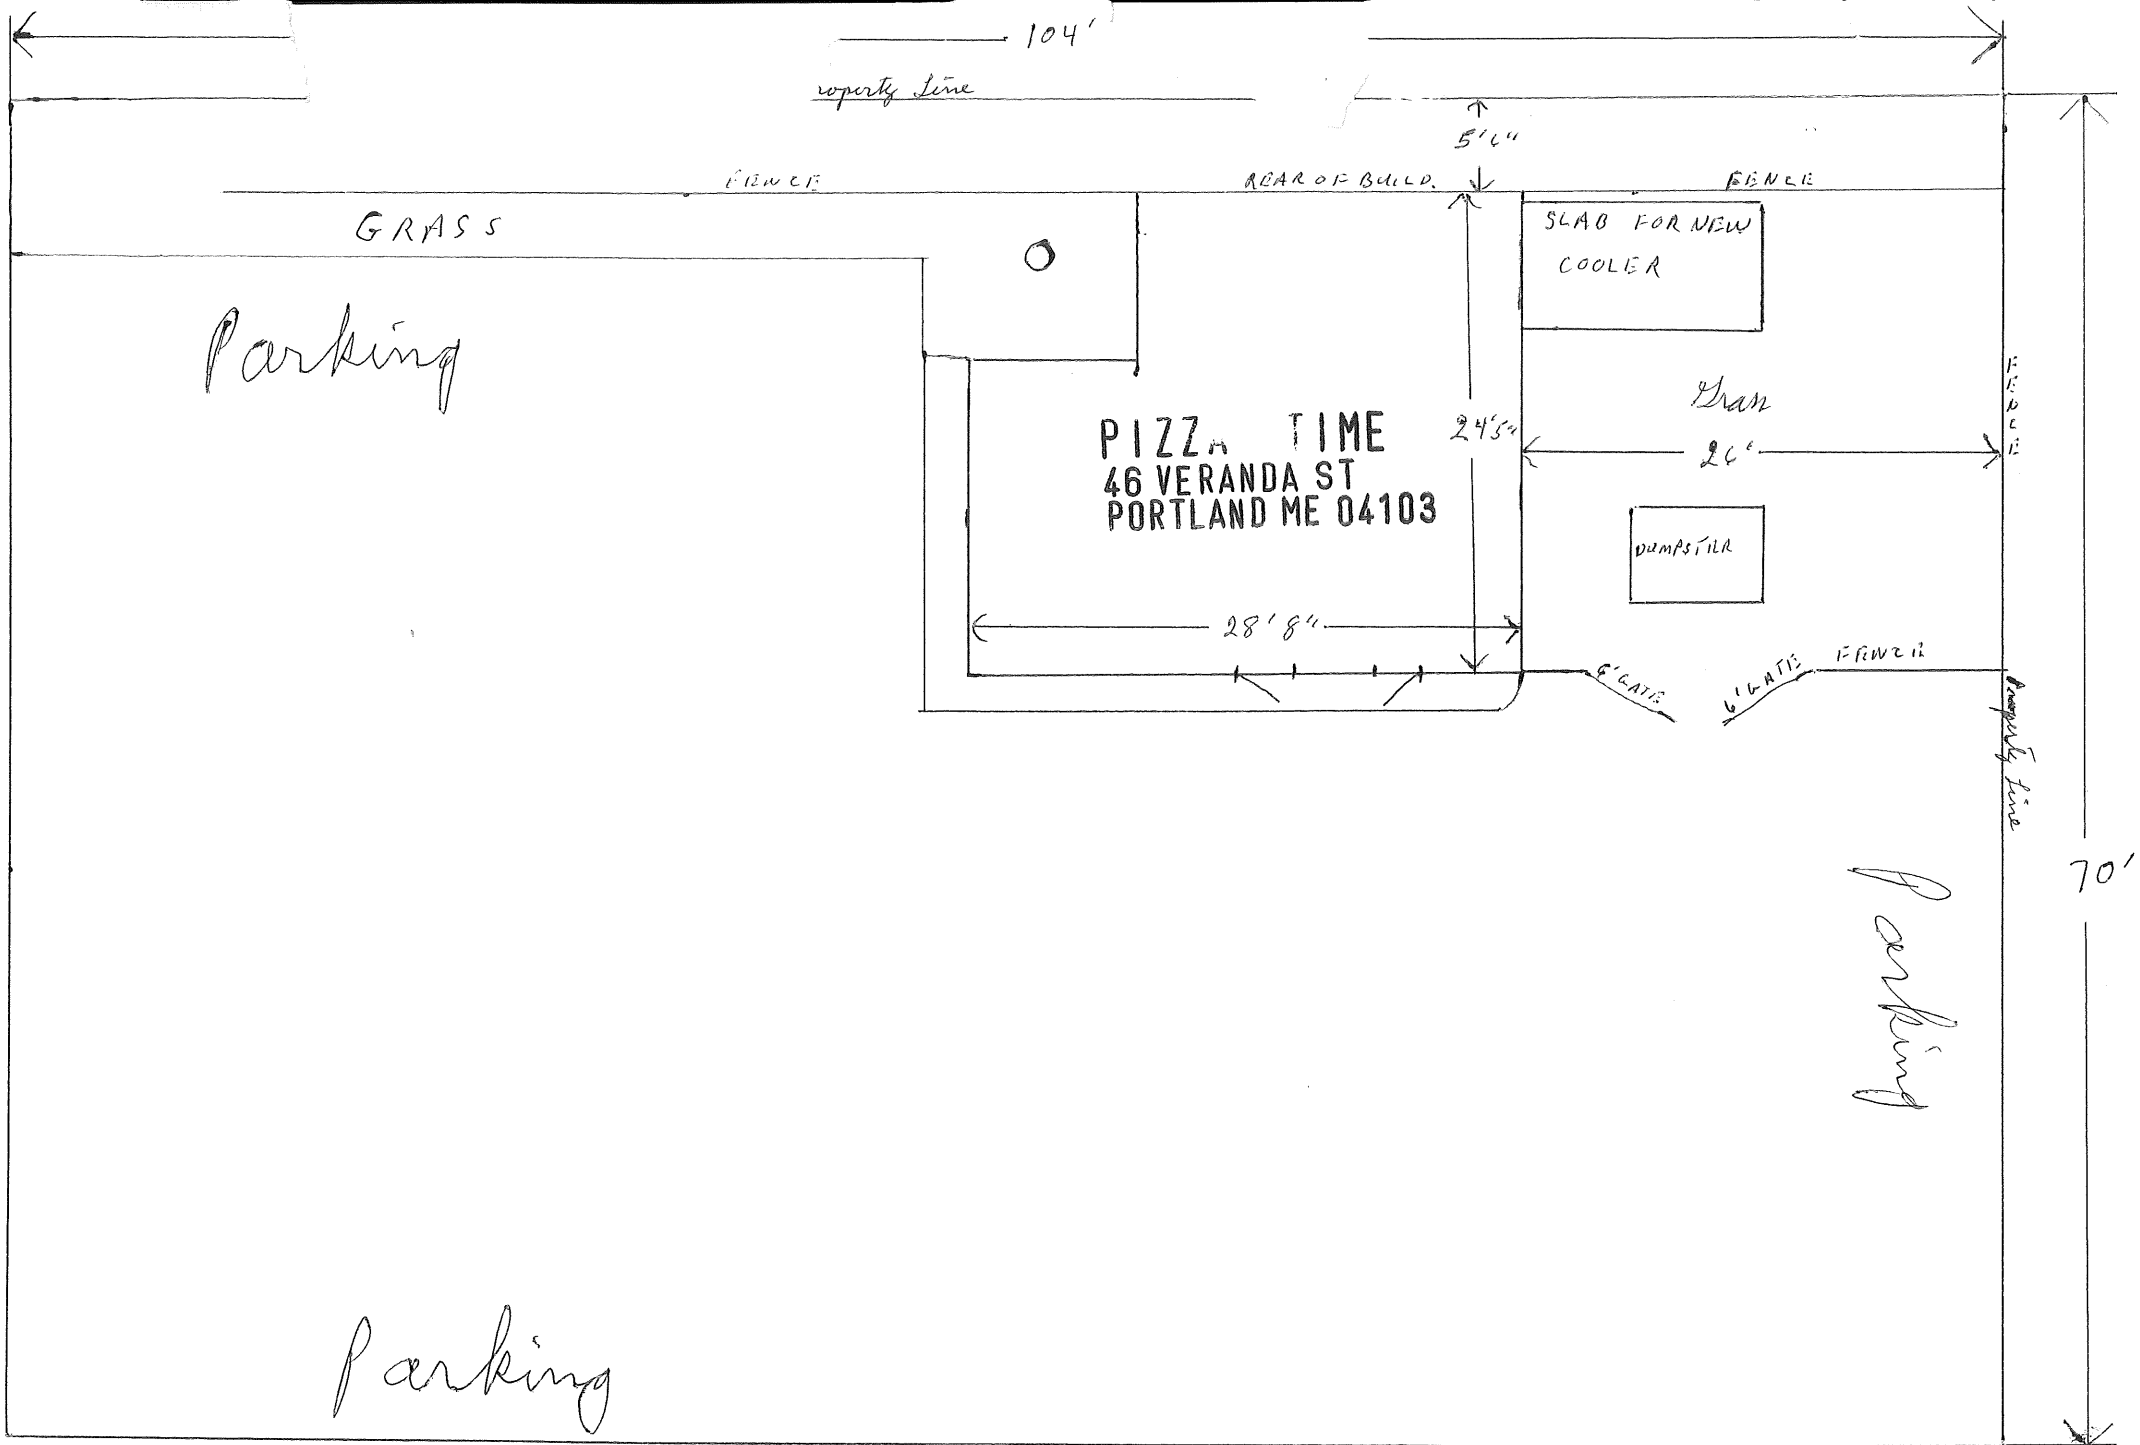 104'
roperty Line
5'6"
FENCE
REAR OF BUILD.
FENCE
GRASS
SLAB FOR NEW
COOLER
Parking
FENCE
Grass
PIZZA TIME
46 VERANDA ST
PORTLAND ME 04103
24'5"
26'
DUMPSTER
28'8"
6' GATE
6' GATE
FENCE
Property Line
70'
Parking
Parking